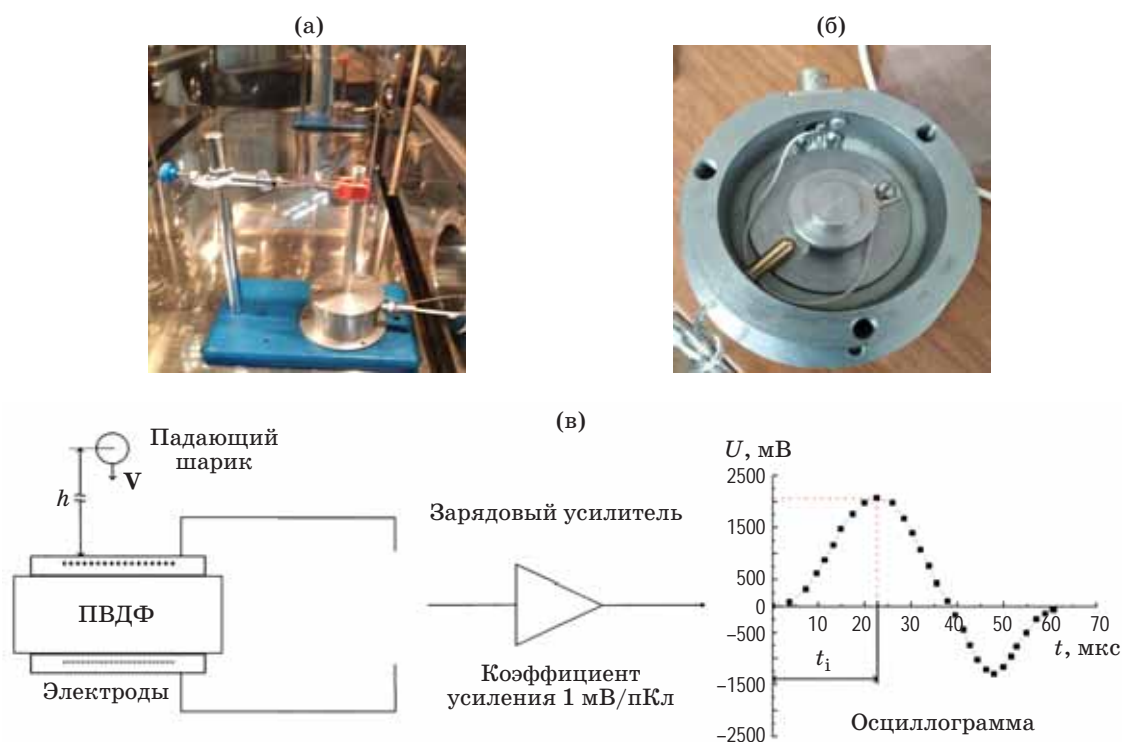 (а)
(б)
(в)
Падающий
шарик
V
h
ПВДФ
Электроды
Зарядовый усилитель
Коэффициент
усиления 1 мВ/пКл
U, мВ
2500
1500
500
0
–500
–1500
–2500
10 20 30 40 50 60 70
t, мкс
t_i
Осциллограмма